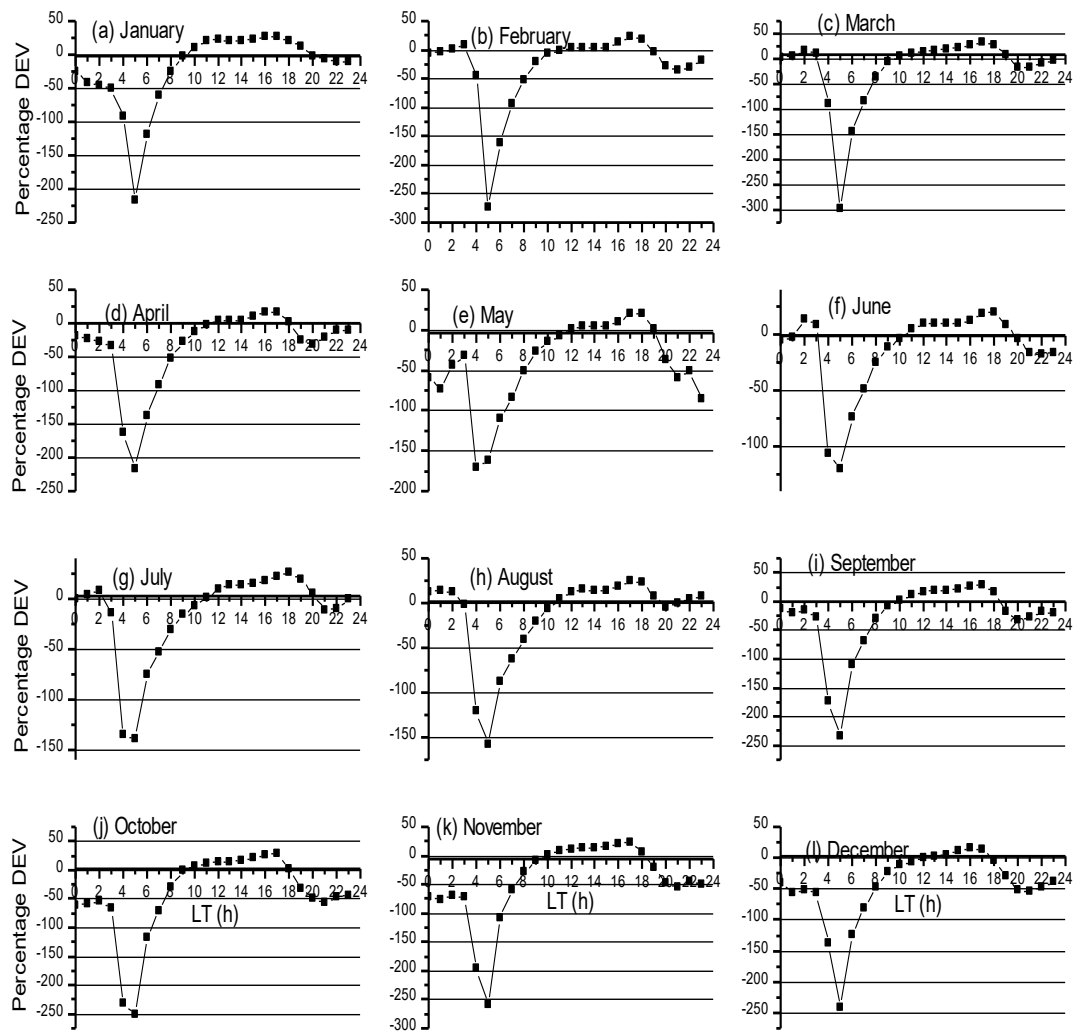 Percentage DEV
(a) January
50
0
-50
-100
-150
-200
-250
0 2 4 6 8 10 12 14 16 18 20 22 24
(b) February
50
0
-50
-100
-150
-200
-250
-300
0 2 4 6 8 10 12 14 16 18 20 22 24
(c) March
50
0
-50
-100
-150
-200
-250
-300
0 2 4 6 8 10 12 14 16 18 20 22 24
Percentage DEV
(d) April
50
0
-50
-100
-150
-200
-250
0 2 4 6 8 10 12 14 16 18 20 22 24
(e) May
50
0
-50
-100
-150
-200
0 2 4 6 8 10 12 14 16 18 20 22 24
(f) June
50
0
-50
-100
0 2 4 6 8 10 12 14 16 18 20 22 24
Percentage DEV
(g) July
0
-50
-100
-150
0 2 4 6 8 10 12 14 16 18 20 22 24
(h) August
50
0
-50
-100
-150
0 2 4 6 8 10 12 14 16 18 20 22 24
(i) September
50
0
-50
-100
-150
-200
-250
0 2 4 6 8 10 12 14 16 18 20 22 24
Percentage DEV
(j) October
50
0
-50
-100
-150
-200
-250
0 2 4 6 8 10 12 14 16 18 20 22 24
LT (h)
(k) November
50
0
-50
-100
-150
-200
-250
-300
0 2 4 6 8 10 12 14 16 18 20 22 24
LT (h)
(l) December
50
0
-50
-100
-150
-200
-250
0 2 4 6 8 10 12 14 16 18 20 22 24
LT (h)